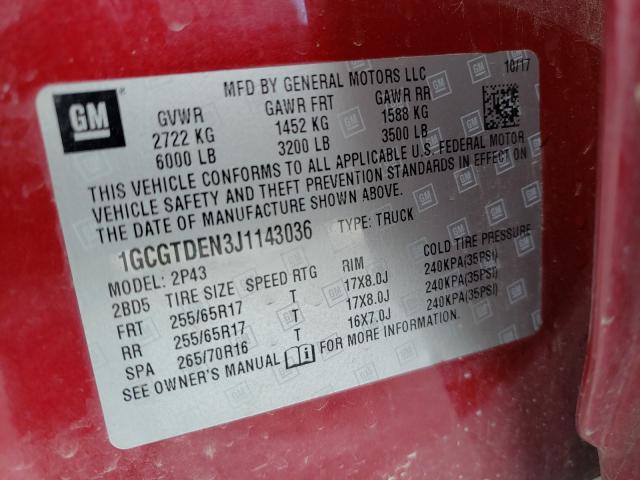 MFD BY GENERAL MOTORS LLC 10/17
GM
GVWR GAWR FRT GAWR RR
2722 KG 1452 KG 1588 KG
6000 LB 3200 LB 3500 LB
THIS VEHICLE CONFORMS TO ALL APPLICABLE U.S. FEDERAL MOTOR
VEHICLE SAFETY AND THEFT PREVENTION STANDARDS IN EFFECT ON
THE DATE OF MANUFACTURE SHOWN ABOVE.
1GCGTDEN3J1143036 TYPE: TRUCK
MODEL: 2P43
2BD5 TIRE SIZE SPEED RTG RIM COLD TIRE PRESSURE
FRT 255/65R17 T 17X8.0J 240KPA(35PSI)
RR 255/65R17 T 17X8.0J 240KPA(35PSI)
SPA 265/70R16 T 16X7.0J 240KPA(35PSI)
SEE OWNER'S MANUAL FOR MORE INFORMATION.